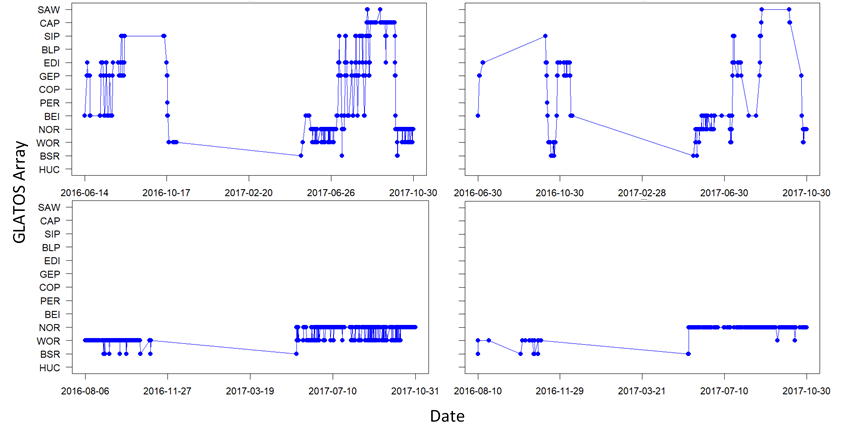 GLATOS Array
SAW
CAP
SIP
BLP
EDI
GEP
COP
PER
BEI
NOR
WOR
BSR
HUC
2016-06-14 2016-10-17 2017-02-20 2017-06-26 2017-10-30
2016-06-30 2016-10-30 2017-02-28 2017-06-30 2017-10-30
SAW
CAP
SIP
BLP
EDI
GEP
COP
PER
BEI
NOR
WOR
BSR
HUC
2016-08-06 2016-11-27 2017-03-19 2017-07-10 2017-10-31
2016-08-10 2016-11-29 2017-03-21 2017-07-10 2017-10-30
Date